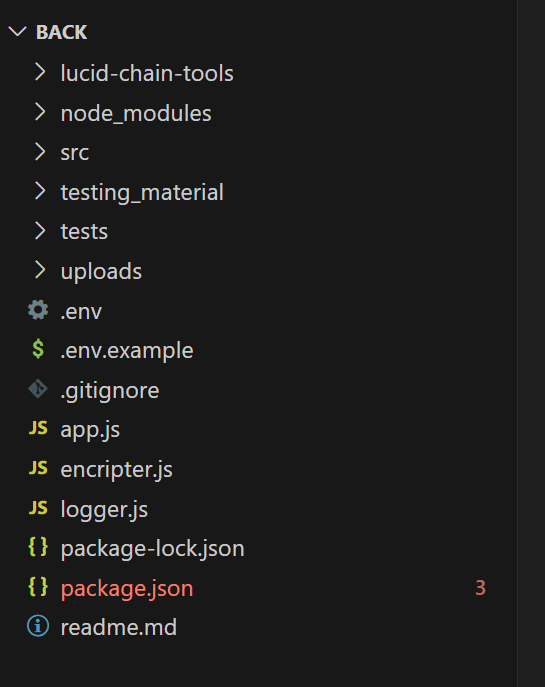 BACK
lucid-chain-tools
node_modules
src
testing_material
tests
uploads
.env
$ .env.example
.gitignore
JS app.js
JS encripter.js
JS logger.js
{} package-lock.json
{} package.json 3
readme.md